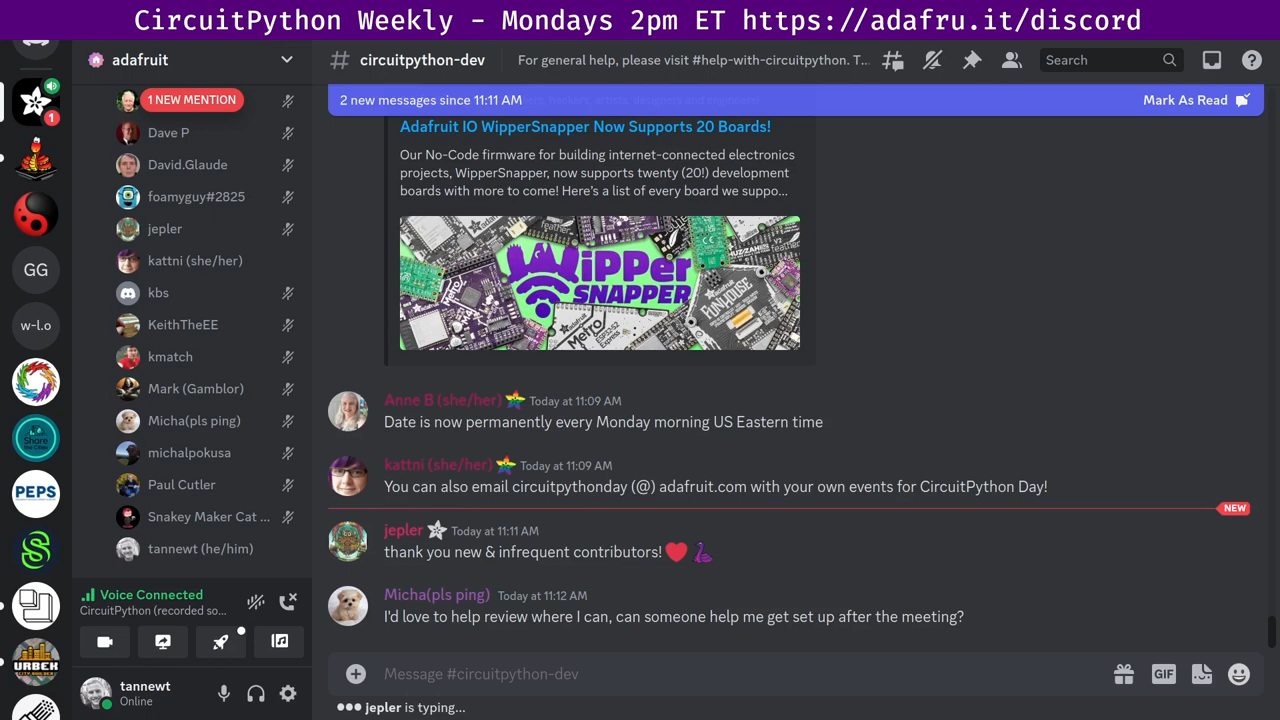 CircuitPython Weekly - Mondays 2pm ET https://adafru.it/discord
adafruit
1 NEW MENTION
Dave P
David.Glaude
foamyguy#2825
jepler
kattni (she/her)
kbs
KeithTheEE
kmatch
Mark (Gamblor)
Micha(pls ping)
michalpokusa
Paul Cutler
Snakey Maker Cat ...
tannewt (he/him)
Voice Connected
CircuitPython (recorded so...
tannewt
Online
1
GG
w-l.o
Share the Cities
PEPS
URBEK
CITY BUILDER
circuitpython-dev
For general help, please visit #help-with-circuitpython. T...
Search
2 new messages since 11:11 AM
Mark As Read
Adafruit IO WipperSnapper Now Supports 20 Boards!
Our No-Code firmware for building internet-connected electronics
projects, WipperSnapper, now supports twenty (20!) development
boards with more to come! Here's a list of every board we suppo...
WiPPer
SNAPPER
Anne B (she/her) Today at 11:09 AM
Date is now permanently every Monday morning US Eastern time
kattni (she/her) Today at 11:09 AM
You can also email circuitpythonday (@) adafruit.com with your own events for CircuitPython Day!
NEW
jepler Today at 11:11 AM
thank you new & infrequent contributors!
Micha(pls ping) Today at 11:12 AM
I'd love to help review where I can, can someone help me get set up after the meeting?
Message #circuitpython-dev
GIF
jepler is typing...